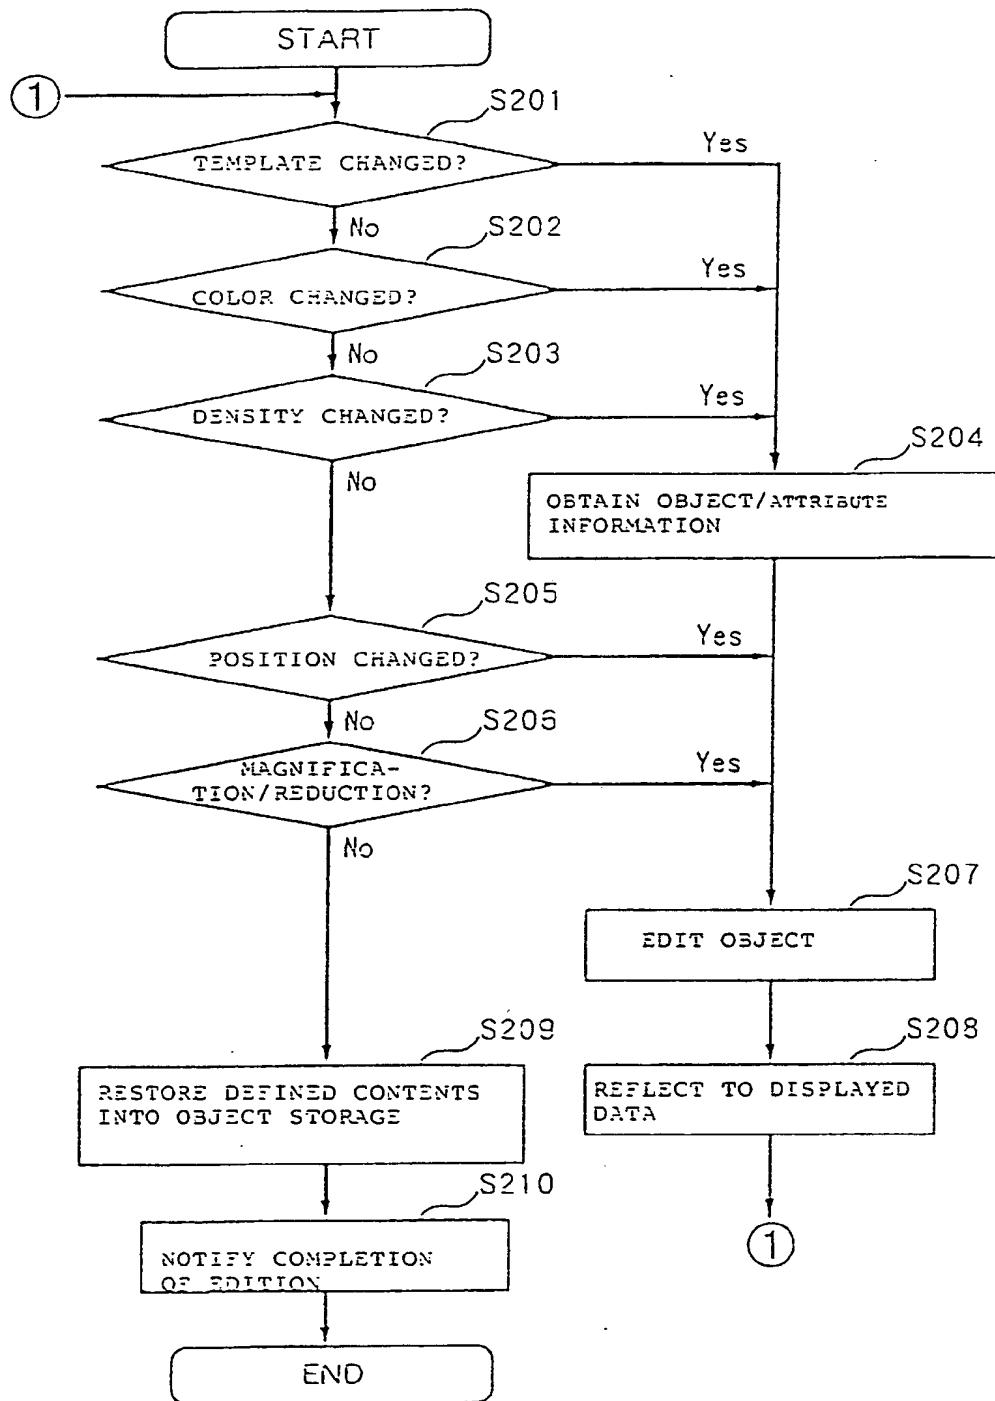 START
1
S201
TEMPLATE CHANGED?
Yes
No
S202
COLOR CHANGED?
Yes
No
S203
DENSITY CHANGED?
Yes
No
S204
OBTAIN OBJECT/ATTRIBUTE
INFORMATION
S205
POSITION CHANGED?
Yes
No
S206
MAGNIFICA-
TION/REDUCTION?
Yes
No
S207
EDIT OBJECT
S209
RESTORE DEFINED CONTENTS
INTO OBJECT STORAGE
S208
REFLECT TO DISPLAYED
DATA
S210
NOTIFY COMPLETION
OF EDITION
1
END